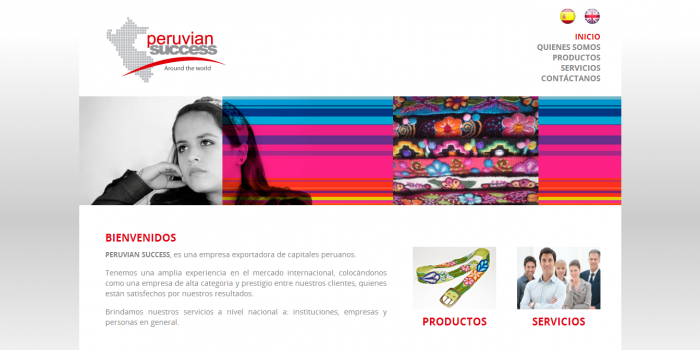 peruvian
success
Around the world
INICIO
QUIENES SOMOS
PRODUCTOS
SERVICIOS
CONTÁCTANOS
BIENVENIDOS
PERUVIAN SUCCESS, es una empresa exportadora de capitales peruanos.
Tenemos una amplia experiencia en el mercado internacional, colocándonos
como una empresa de alta categoria y prestigio entre nuestros clientes, quienes
están satisfechos por nuestros resultados.
Brindamos nuestros servicios a nivel nacional a: instituciones, empresas y
personas en general.
PRODUCTOS
SERVICIOS